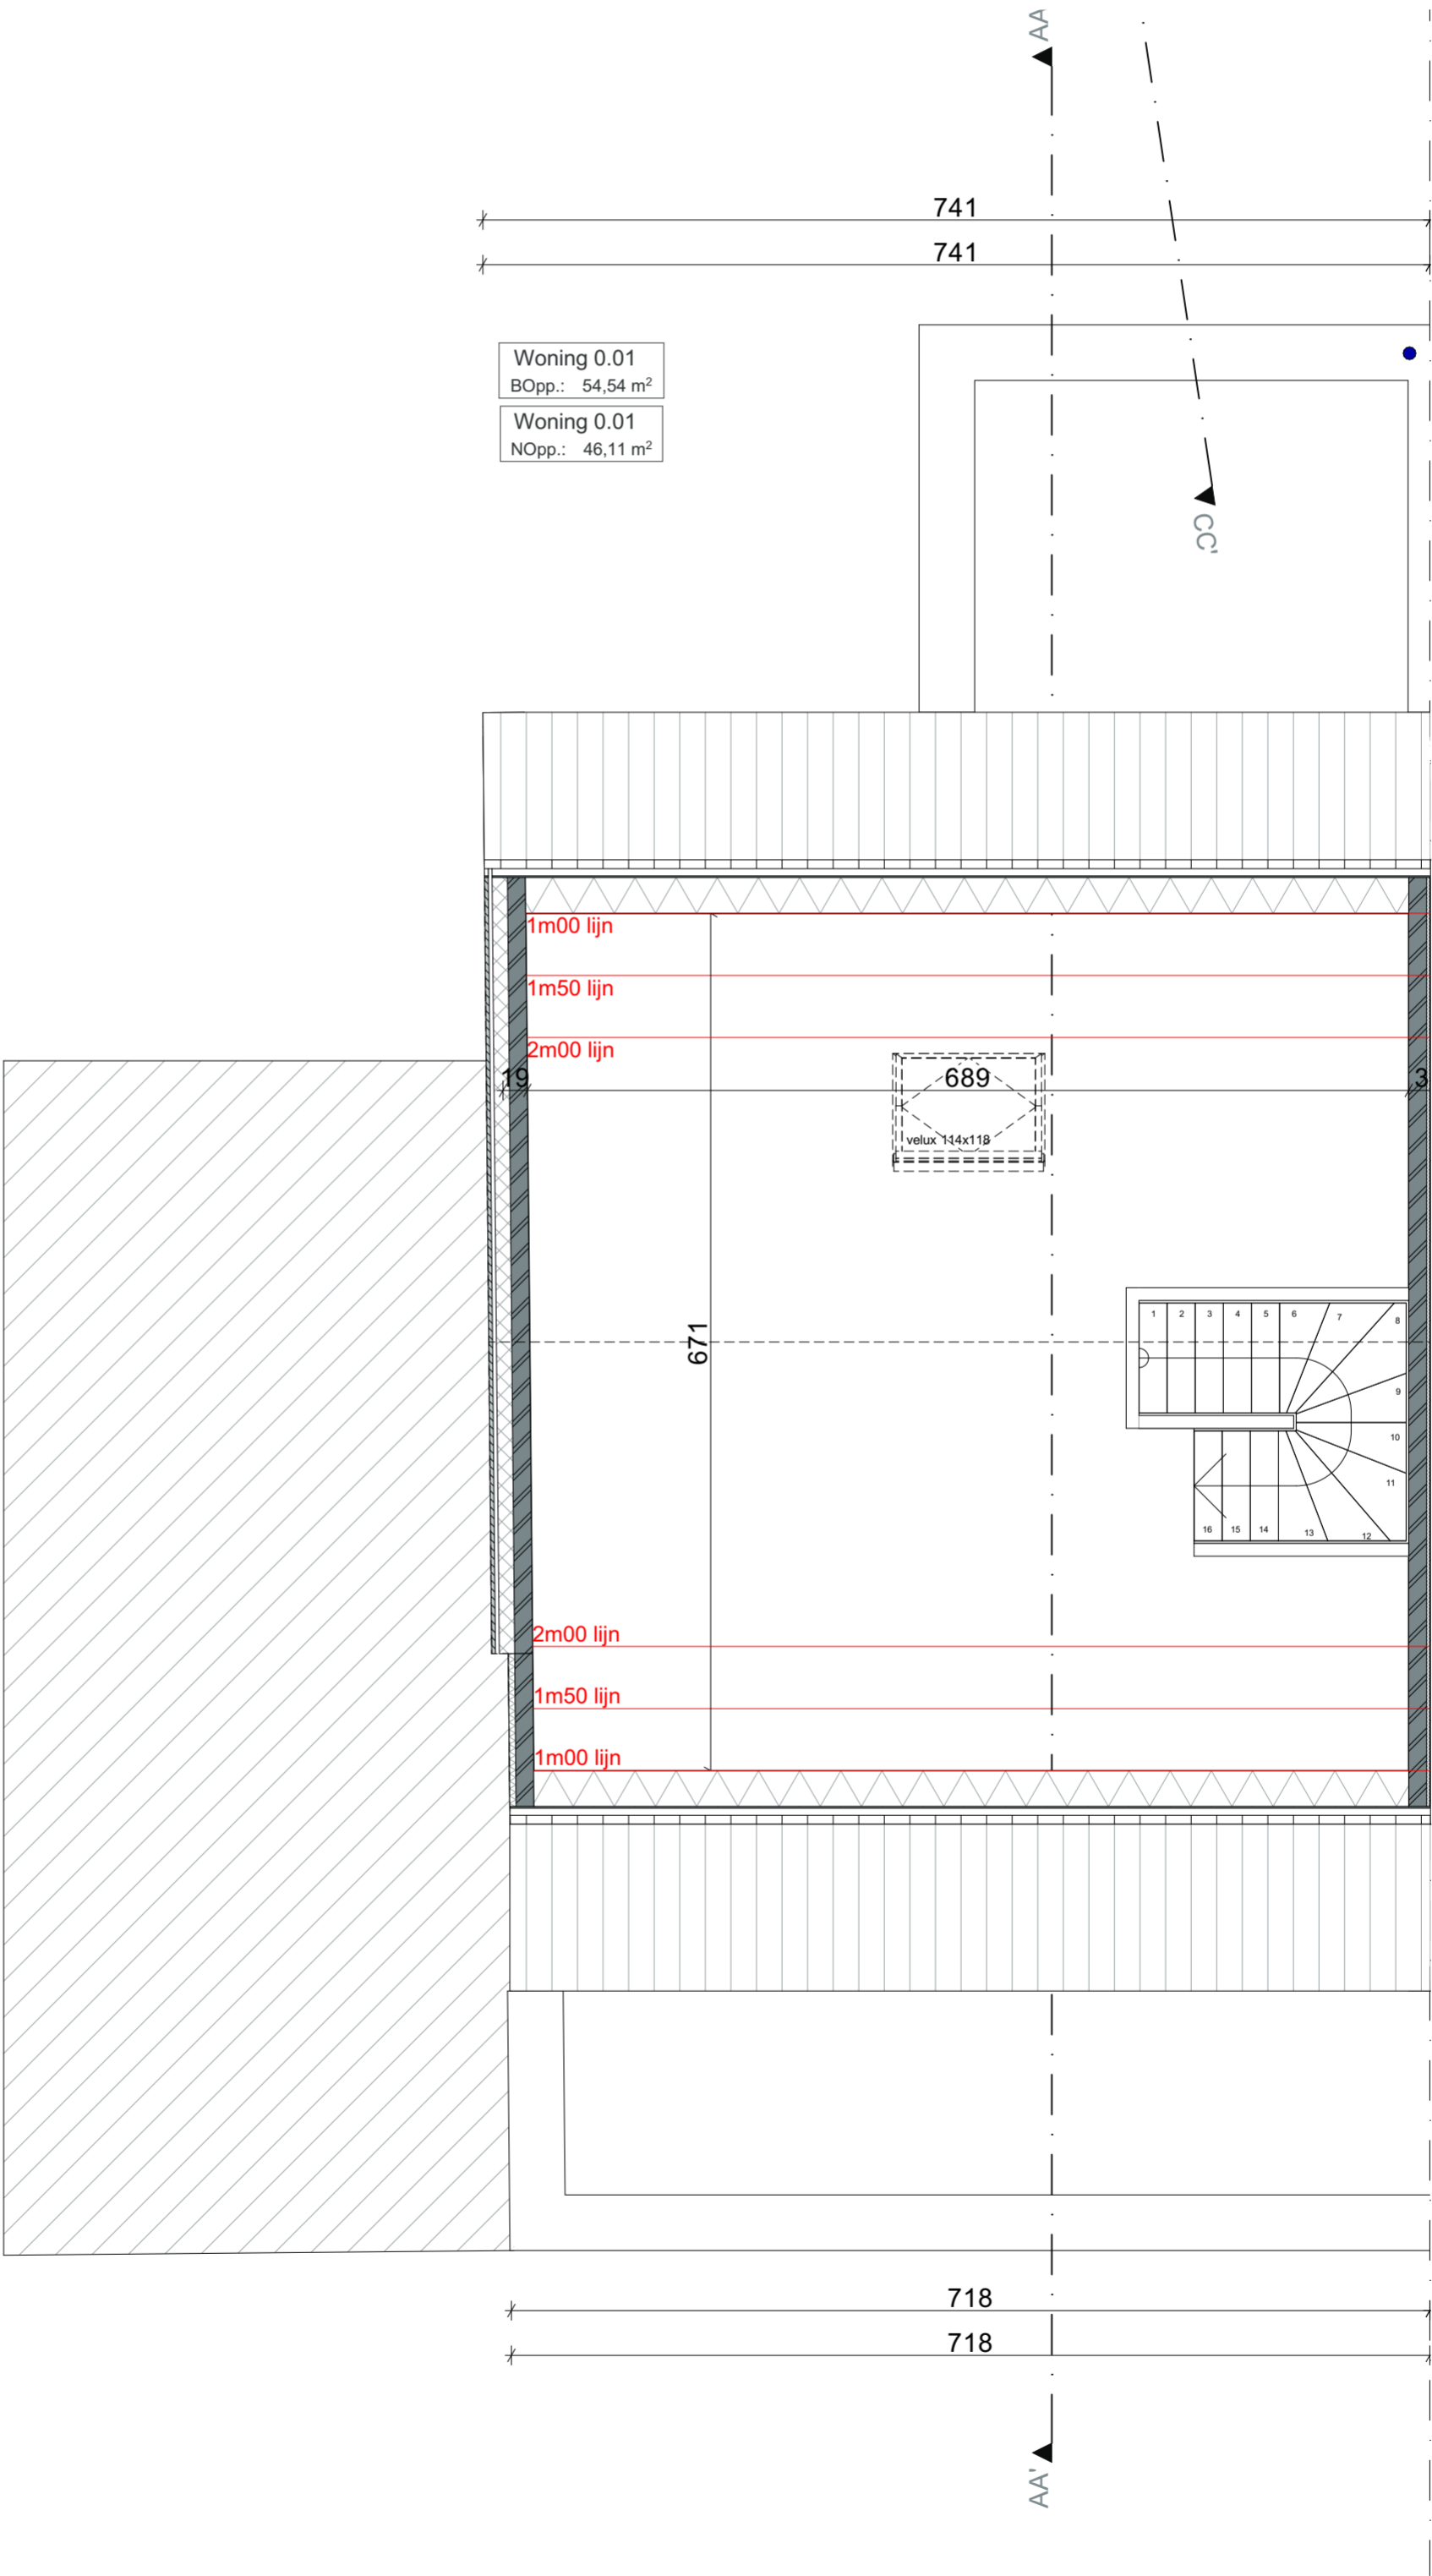 AA
741
741
Woning 0.01
BOpp.: 54,54 m²
Woning 0.01
NOpp.: 46,11 m²
CC'
1m00 lijn
1m50 lijn
2m00 lijn
19
689
3
velux 114x118
671
1 2 3 4 5 6 7 8
9
10
11
16 15 14 13 12
2m00 lijn
1m50 lijn
1m00 lijn
718
718
AA'